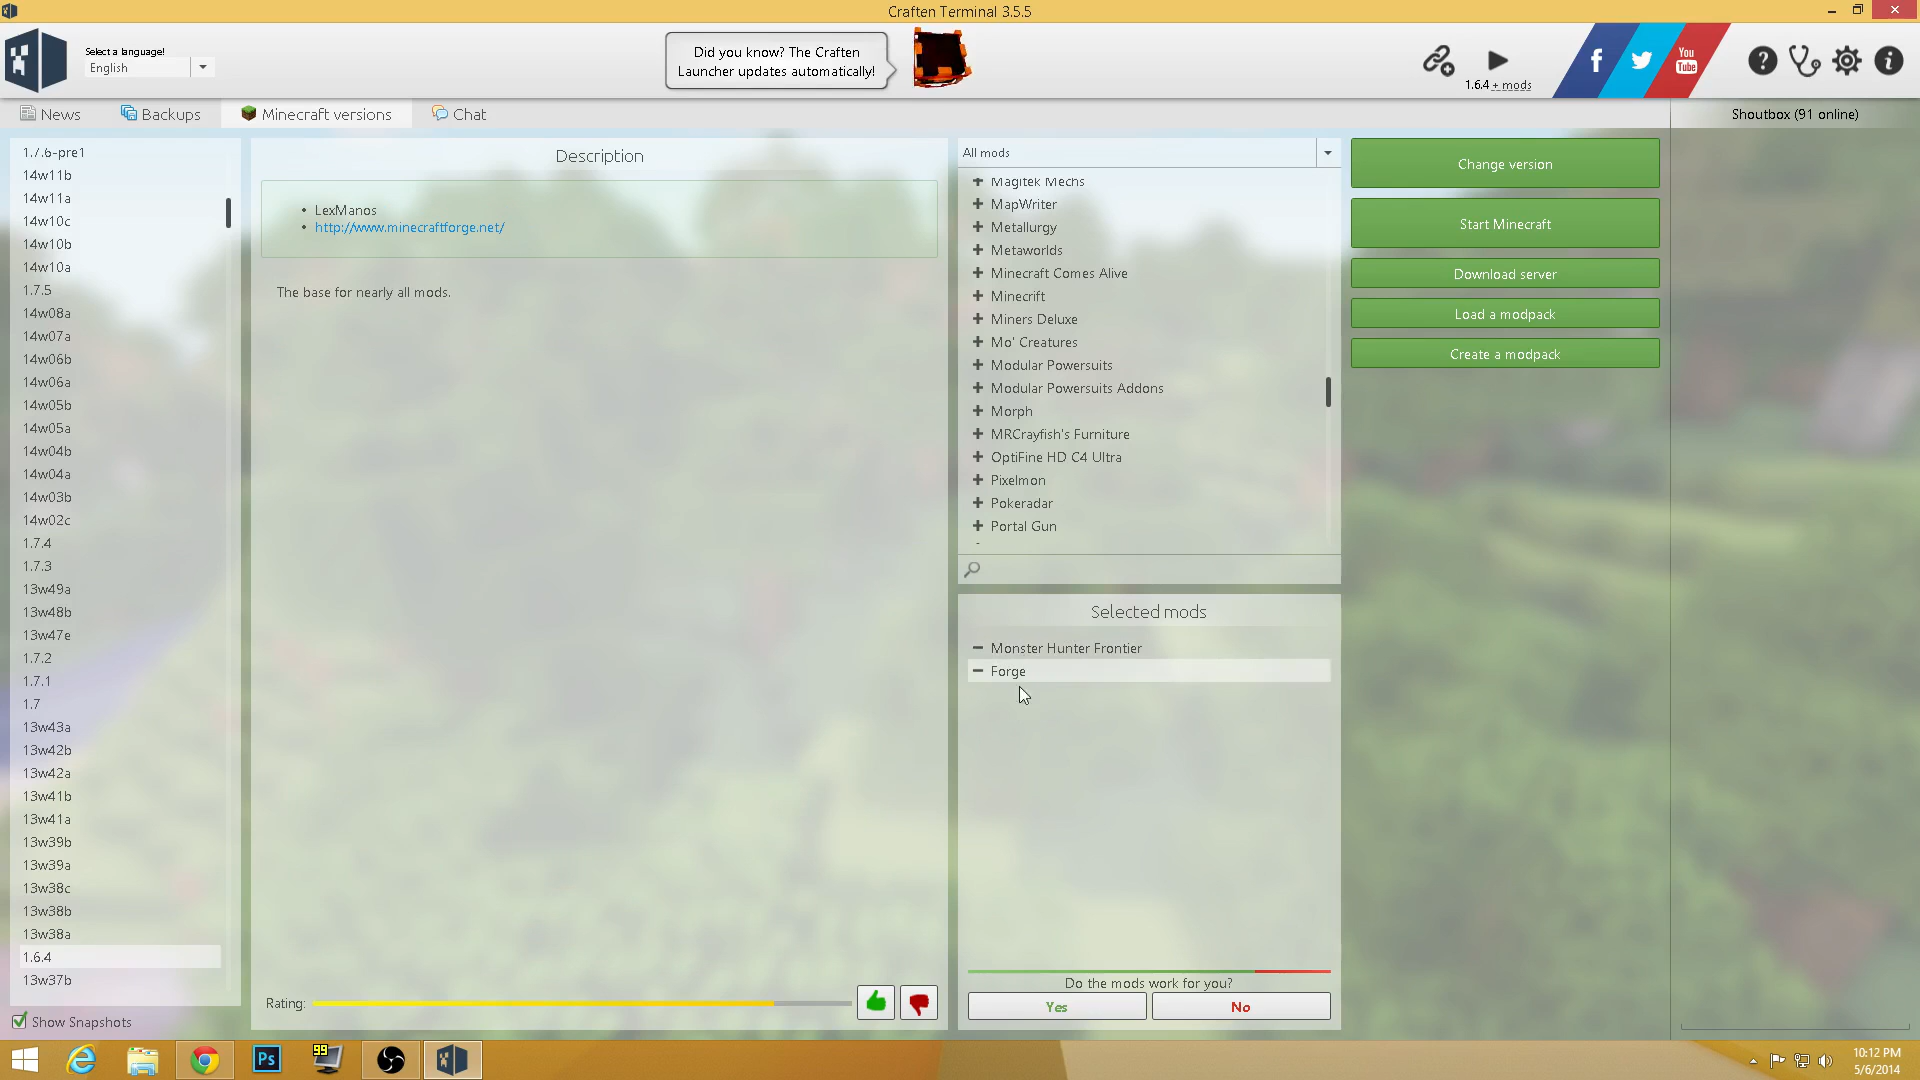 Craften Terminal 3.5.5
Select a language!
English
Did you know? The Craften
Launcher updates automatically!
1.6.4 + mods
f
You
Tube
?
i
News
Backups
Minecraft versions
Chat
Shoutbox (91 online)
1.7.6-pre1
14w11b
14w11a
14w10c
14w10b
14w10a
1.7.5
14w08a
14w07a
14w06b
14w06a
14w05b
14w05a
14w04b
14w04a
14w03b
14w02c
1.7.4
1.7.3
13w49a
13w48b
13w47e
1.7.2
1.7.1
1.7
13w43a
13w42b
13w42a
13w41b
13w41a
13w39b
13w39a
13w38c
13w38b
13w38a
1.6.4
13w37b
Show Snapshots
Description
• LexManos
• http://www.minecraftforge.net/
The base for nearly all mods.
Rating:
All mods
Magitek Mechs
MapWriter
Metallurgy
Metaworlds
Minecraft Comes Alive
Minecrift
Miners Deluxe
Mo' Creatures
Modular Powersuits
Modular Powersuits Addons
Morph
MRCrayfish's Furniture
OptiFine HD C4 Ultra
Pixelmon
Pokeradar
Portal Gun
Selected mods
Monster Hunter Frontier
Forge
Do the mods work for you?
Yes
No
Change version
Start Minecraft
Download server
Load a modpack
Create a modpack
Ps
99
10:12 PM
5/6/2014